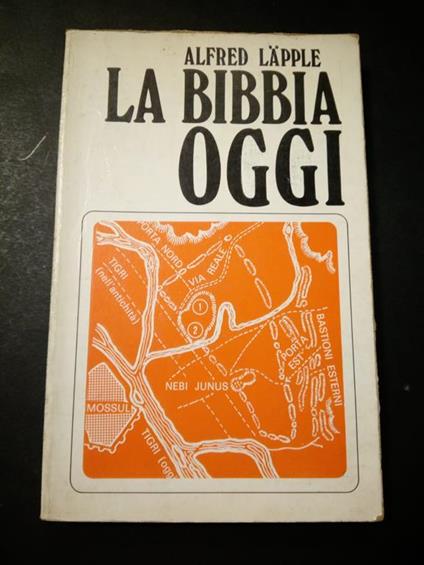 ALFRED LÄPPLE
LA BIBBIA
OGGI
PORTA NORD
VIA REALE
TIGRI
(nell'antichità)
1
2
PORTA
EST
BASTIONI ESTERNI
NEBI JUNUS
MOSSUL
TIGRI (oggi